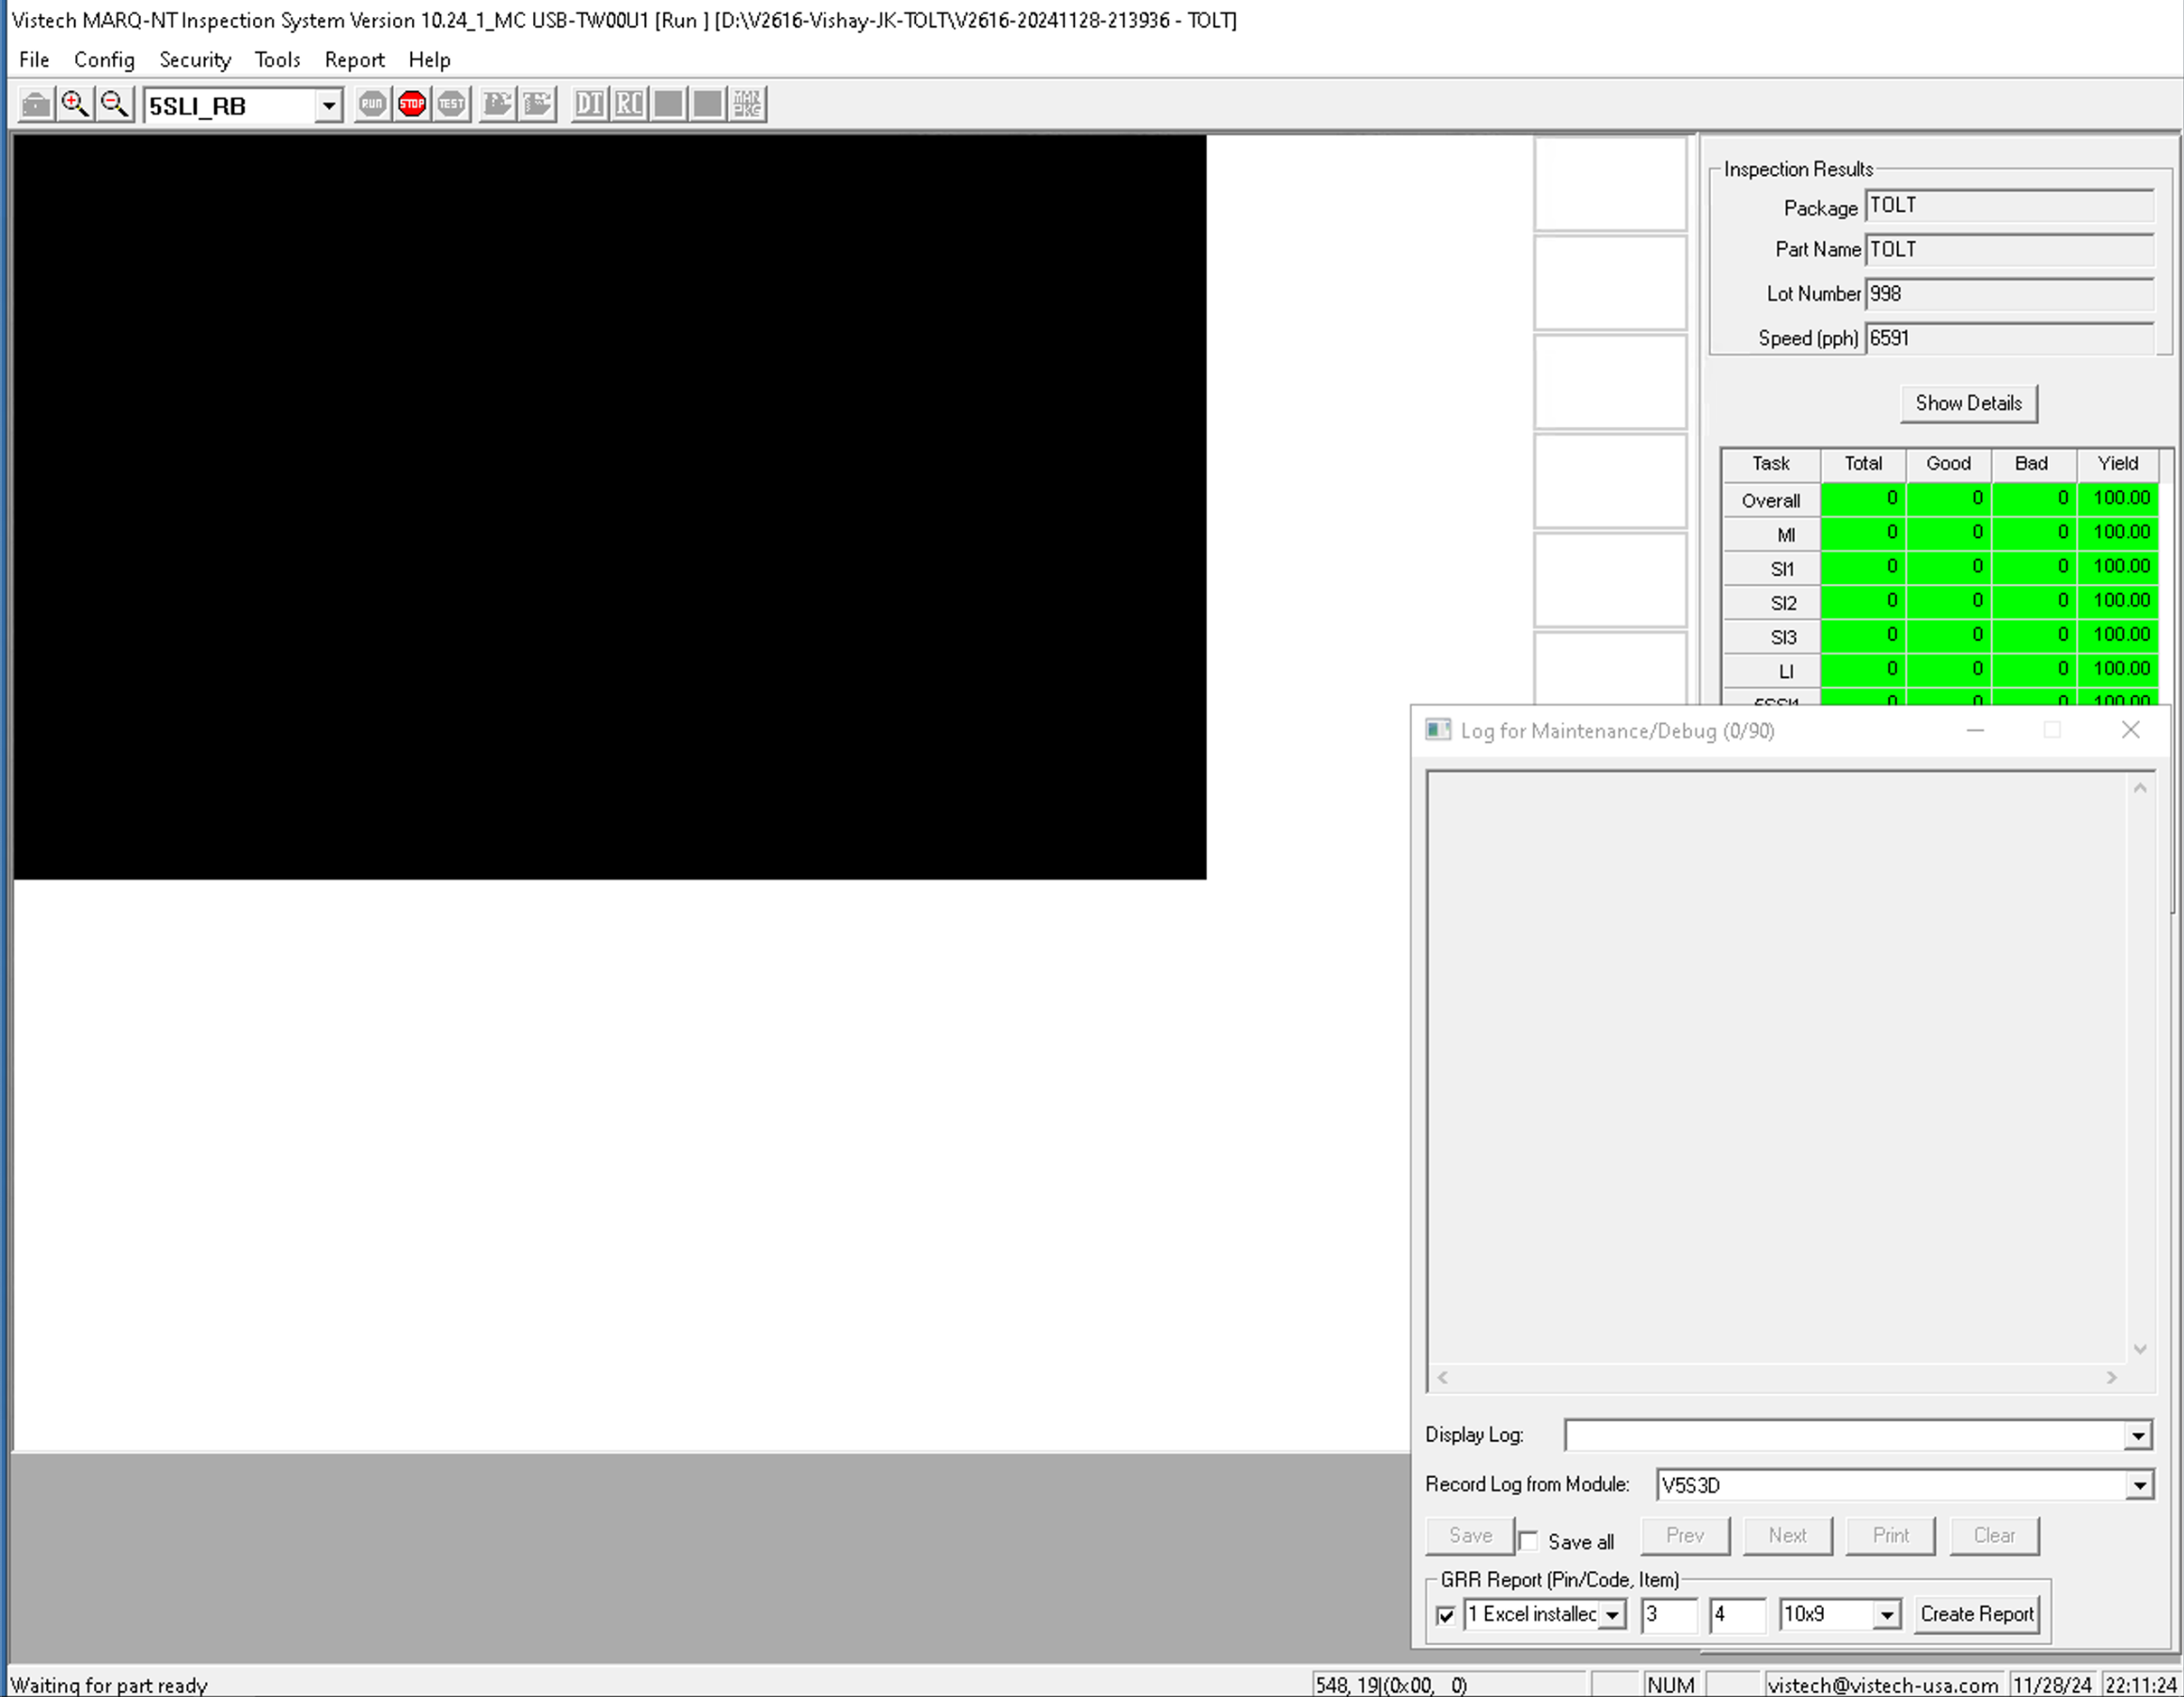 Vistech MARQ-NT Inspection System Version 10.24_1_MC USB-TW00U1 [Run ] [D:\V2616-Vishay-JK-TOLT\V2616-20241128-213936 - TOLT]
File Config Security Tools Report Help
5SLI_RB RUN STOP TEST DT RC MAN PKG
Inspection Results
Package TOLT
Part Name TOLT
Lot Number 998
Speed (pph) 6591
Show Details
Task Total Good Bad Yield
Overall 0 0 0 100.00
MI 0 0 0 100.00
SI1 0 0 0 100.00
SI2 0 0 0 100.00
SI3 0 0 0 100.00
LI 0 0 0 100.00
5SSI1 0 0 0 100.00
Log for Maintenance/Debug (0/90)
Display Log:
Record Log from Module: V5S3D
Save Save all Prev Next Print Clear
GRR Report (Pin/Code, Item)
1 Excel installec 3 4 10x9 Create Report
Waiting for part ready 548, 19|(0x00, 0) NUM vistech@vistech-usa.com 11/28/24 22:11:24